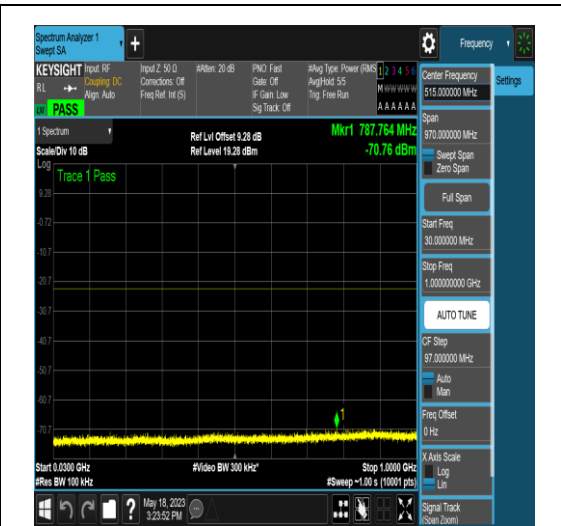 Spectrum Analyzer 1
Swept SA
+
Frequency
KEYSIGHT
Input: RF
Input Z: 50 Ω
#Atten: 20 dB
PNO: Fast
#Avg Type: Power (RMS
1 2 3 4 5 6
RL
Coupling: DC
Corrections: Off
Gate: Off
Avg|Hold: 5/5
M W W W W W
Align: Auto
Freq Ref: Int (S)
IF Gain: Low
Trig: Free Run
Sig Track: Off
A A A A A A
PASS
1 Spectrum
Ref Lvl Offset 9.28 dB
Mkr1 787.764 MHz
Scale/Div 10 dB
Ref Level 19.28 dBm
-70.76 dBm
Log
Trace 1 Pass
9.28
-0.72
-10.7
-20.7
-30.7
-40.7
-50.7
-60.7
-70.7
1
Start 0.0300 GHz
#Video BW 300 kHz*
Stop 1.0000 GHz
#Res BW 100 kHz
#Sweep ~1.00 s (10001 pts)
?
May 18, 2023
3:23:52 PM
Center Frequency
515.000000 MHz
Settings
Span
970.000000 MHz
Swept Span
Zero Span
Full Span
Start Freq
30.000000 MHz
Stop Freq
1.000000000 GHz
AUTO TUNE
CF Step
97.000000 MHz
Auto
Man
Freq Offset
0 Hz
X Axis Scale
Log
Lin
Signal Track
(Span Zoom)